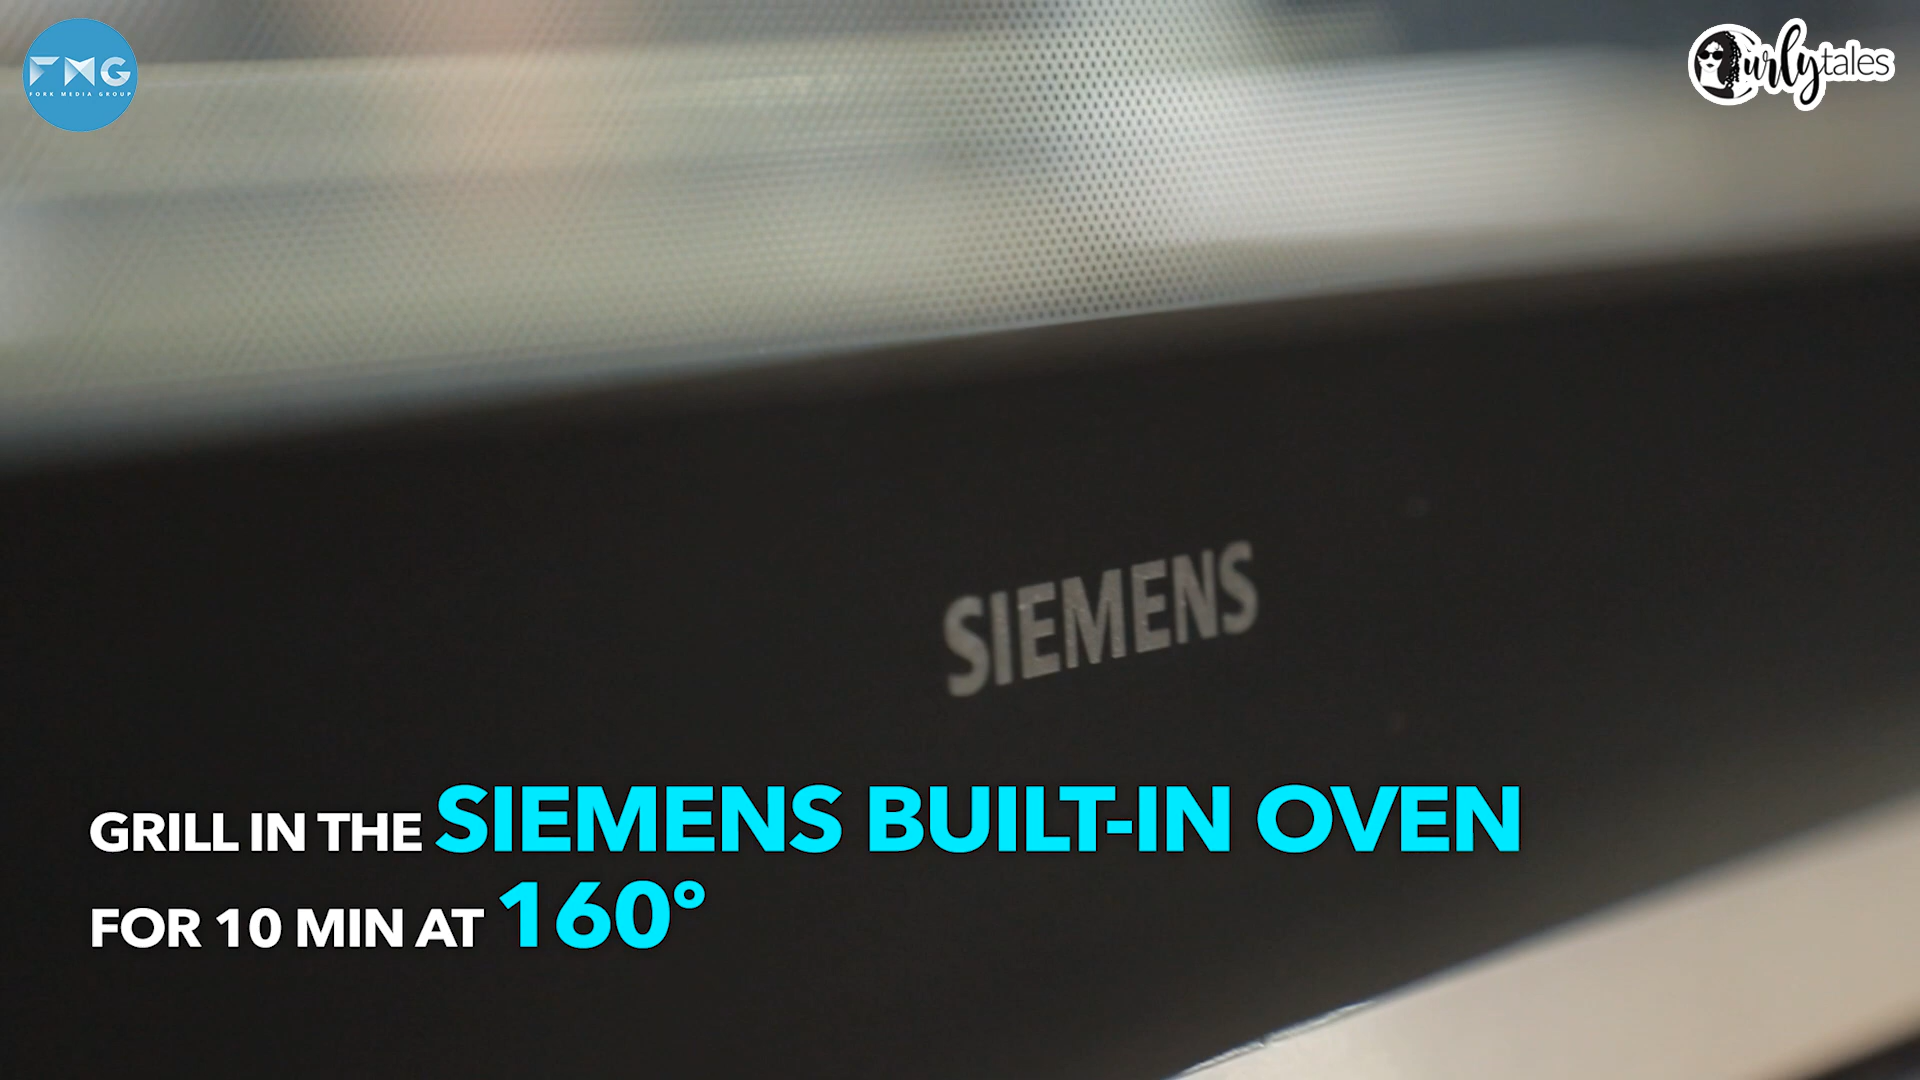 FMG
FORK MEDIA GROUP
Curly tales
SIEMENS
GRILL IN THE SIEMENS BUILT-IN OVEN
FOR 10 MIN AT 160°